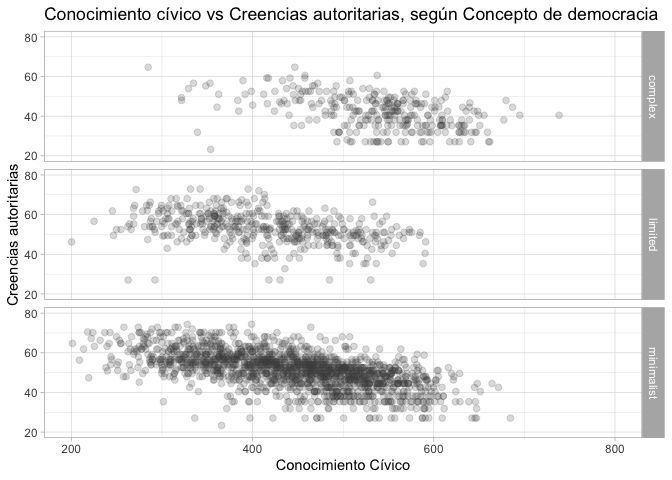 Conocimiento cívico vs Creencias autoritarias, según Concepto de democracia
80
60
40
20
complex
80
60
40
20
limited
80
60
40
20
minimalist
Creencias autoritarias
200 400 600 800
Conocimiento Cívico